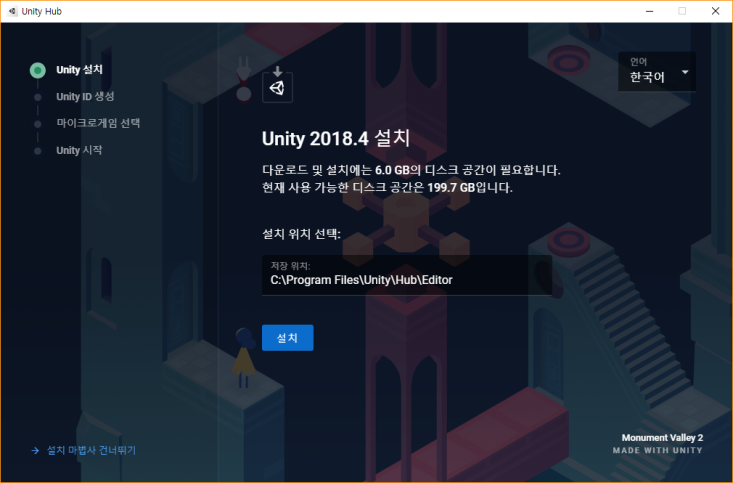 Unity Hub
Unity 설치
Unity ID 생성
마이크로게임 선택
Unity 시작
언어
한국어
Unity 2018.4 설치
다운로드 및 설치에는 6.0 GB의 디스크 공간이 필요합니다.
현재 사용 가능한 디스크 공간은 199.7 GB입니다.
설치 위치 선택:
저장 위치:
C:\Program Files\Unity\Hub\Editor
설치
설치 마법사 건너뛰기
Monument Valley 2
MADE WITH UNITY